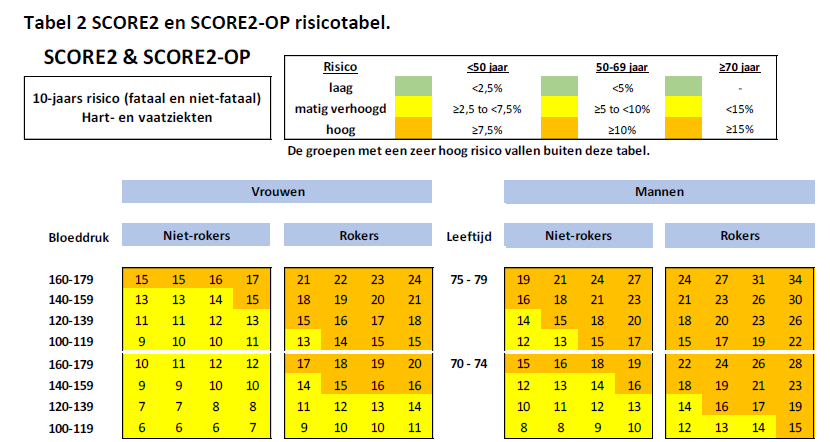 Tabel 2 SCORE2 en SCORE2-OP risicotabel.
SCORE2 & SCORE2-OP
10-jaars risico (fataal en niet-fataal)
Hart- en vaatziekten
Risico <50 jaar 50-69 jaar ≥70 jaar
laag <2,5% <5% -
matig verhoogd ≥2,5 to <7,5% ≥5 to <10% <15%
hoog ≥7,5% ≥10% ≥15%
De groepen met een zeer hoog risico vallen buiten deze tabel.
Vrouwen Mannen
Bloeddruk Niet-rokers Rokers Leeftijd Niet-rokers Rokers
160-179 15 15 16 17 21 22 23 24 75 - 79 19 21 24 27 24 27 31 34
140-159 13 13 14 15 18 19 20 21 16 18 21 23 21 23 26 30
120-139 11 11 12 13 15 16 17 18 14 15 18 20 18 20 23 26
100-119 9 10 10 11 13 14 15 15 12 13 15 17 15 17 19 22
160-179 10 11 12 12 17 18 19 20 70 - 74 15 16 18 19 22 24 26 28
140-159 9 9 10 10 14 15 16 16 12 13 14 16 18 19 21 23
120-139 7 7 8 8 11 12 13 14 10 11 12 13 14 16 17 19
100-119 6 6 6 7 9 10 10 11 8 8 9 10 12 13 14 15